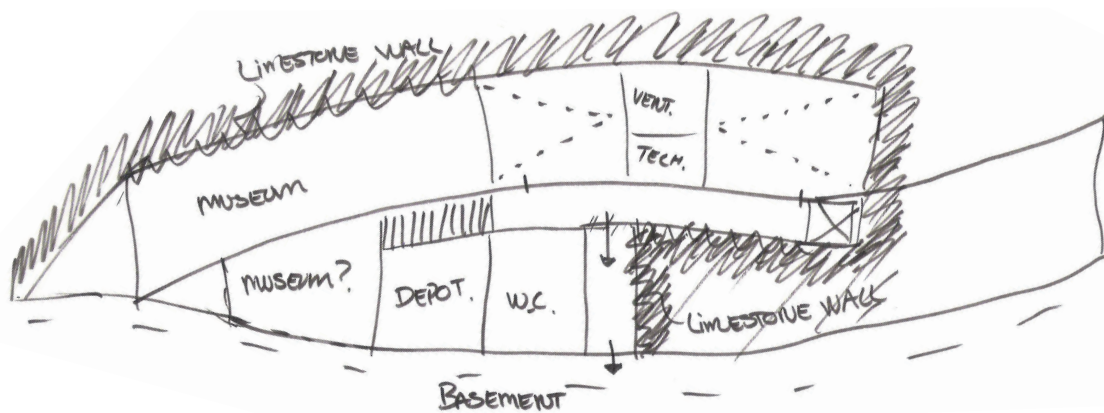 LIMESTONE WALL
VENT.
TECH.
MUSEUM
MUSEUM?
DEPOT.
W.C.
LIMESTONE WALL
BASEMENT